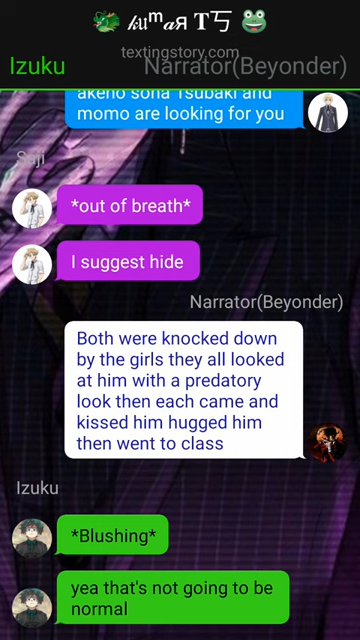 textingstory.com
Izuku
Narrator(Beyonder)
akeno sona Tsubaki and
momo are looking for you
Saji
*out of breath*
I suggest hide
Narrator(Beyonder)
Both were knocked down
by the girls they all looked
at him with a predatory
look then each came and
kissed him hugged him
then went to class
Izuku
*Blushing*
yea that's not going to be
normal